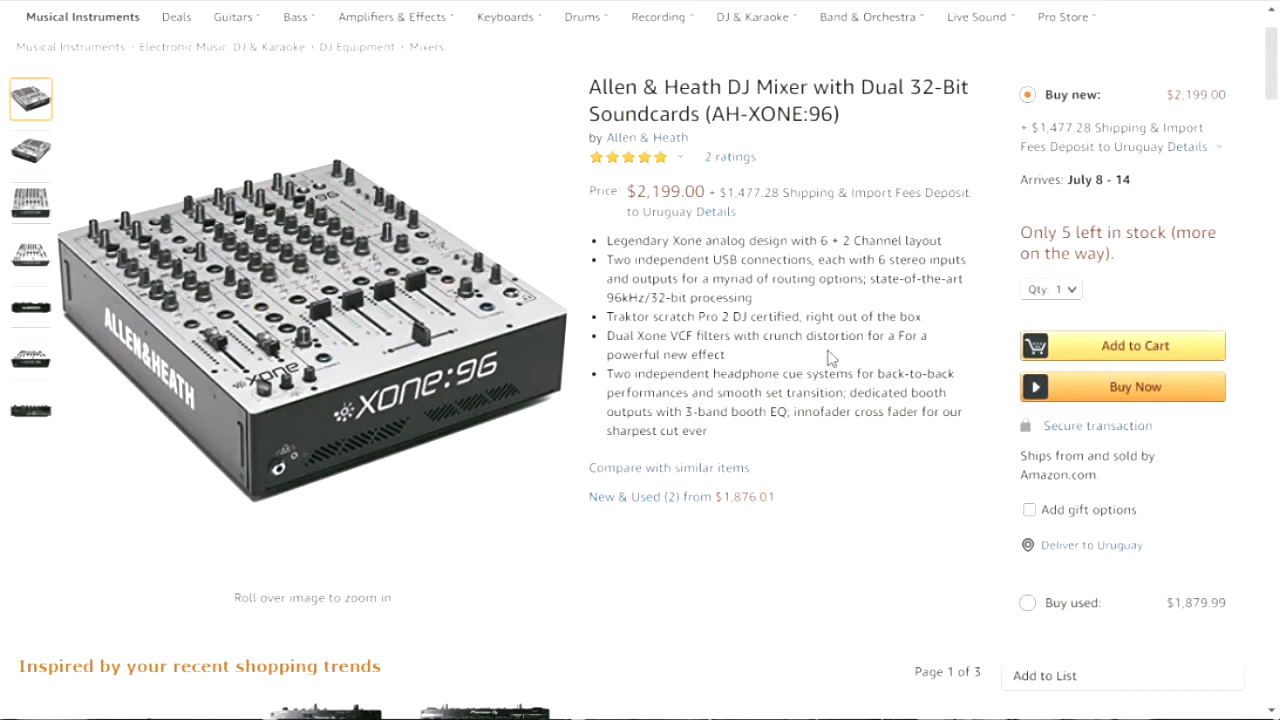 Musical Instruments Deals Guitars Bass Amplifiers & Effects Keyboards Drums Recording DJ & Karaoke Band & Orchestra Live Sound Pro Store
Musical Instruments › Electronic Music, DJ & Karaoke › DJ Equipment › Mixers
Allen & Heath DJ Mixer with Dual 32-Bit
Soundcards (AH-XONE:96)
by Allen & Heath
2 ratings
Price: $2,199.00 + $1,477.28 Shipping & Import Fees Deposit
to Uruguay Details
• Legendary Xone analog design with 6 + 2 Channel layout
• Two independent USB connections, each with 6 stereo inputs
and outputs for a myriad of routing options; state-of-the-art
96kHz/32-bit processing
• Traktor scratch Pro 2 DJ certified, right out of the box
• Dual Xone VCF filters with crunch distortion for a For a
powerful new effect
• Two independent headphone cue systems for back-to-back
performances and smooth set transition; dedicated booth
outputs with 3-band booth EQ; innofader cross fader for our
sharpest cut ever
Compare with similar items
New & Used (2) from $1,876.01
Buy new: $2,199.00
+ $1,477.28 Shipping & Import
Fees Deposit to Uruguay Details
Arrives: July 8 - 14
Only 5 left in stock (more
on the way).
Qty: 1
Add to Cart
Buy Now
Secure transaction
Ships from and sold by
Amazon.com.
Add gift options
Deliver to Uruguay
Buy used: $1,879.99
Add to List
96
ALLEN&HEATH
xone
xone:96
Roll over image to zoom in
Inspired by your recent shopping trends
Page 1 of 3